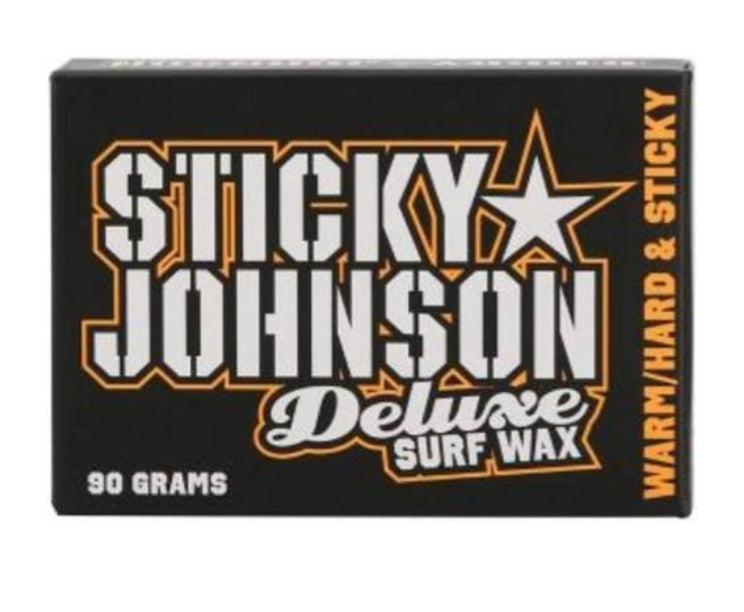 STICKY
JOHNSON
Deluxe
SURF WAX
90 GRAMS
WARM/HARD & STICKY